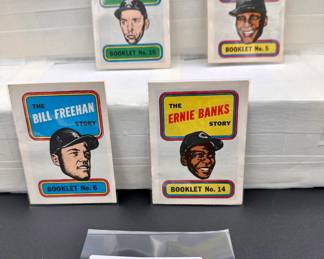 BOOKLET No. 16
BOOKLET No. 5
THE
BILL FREEHAN
STORY
BOOKLET No. 6
THE
ERNIE BANKS
STORY
BOOKLET No. 14